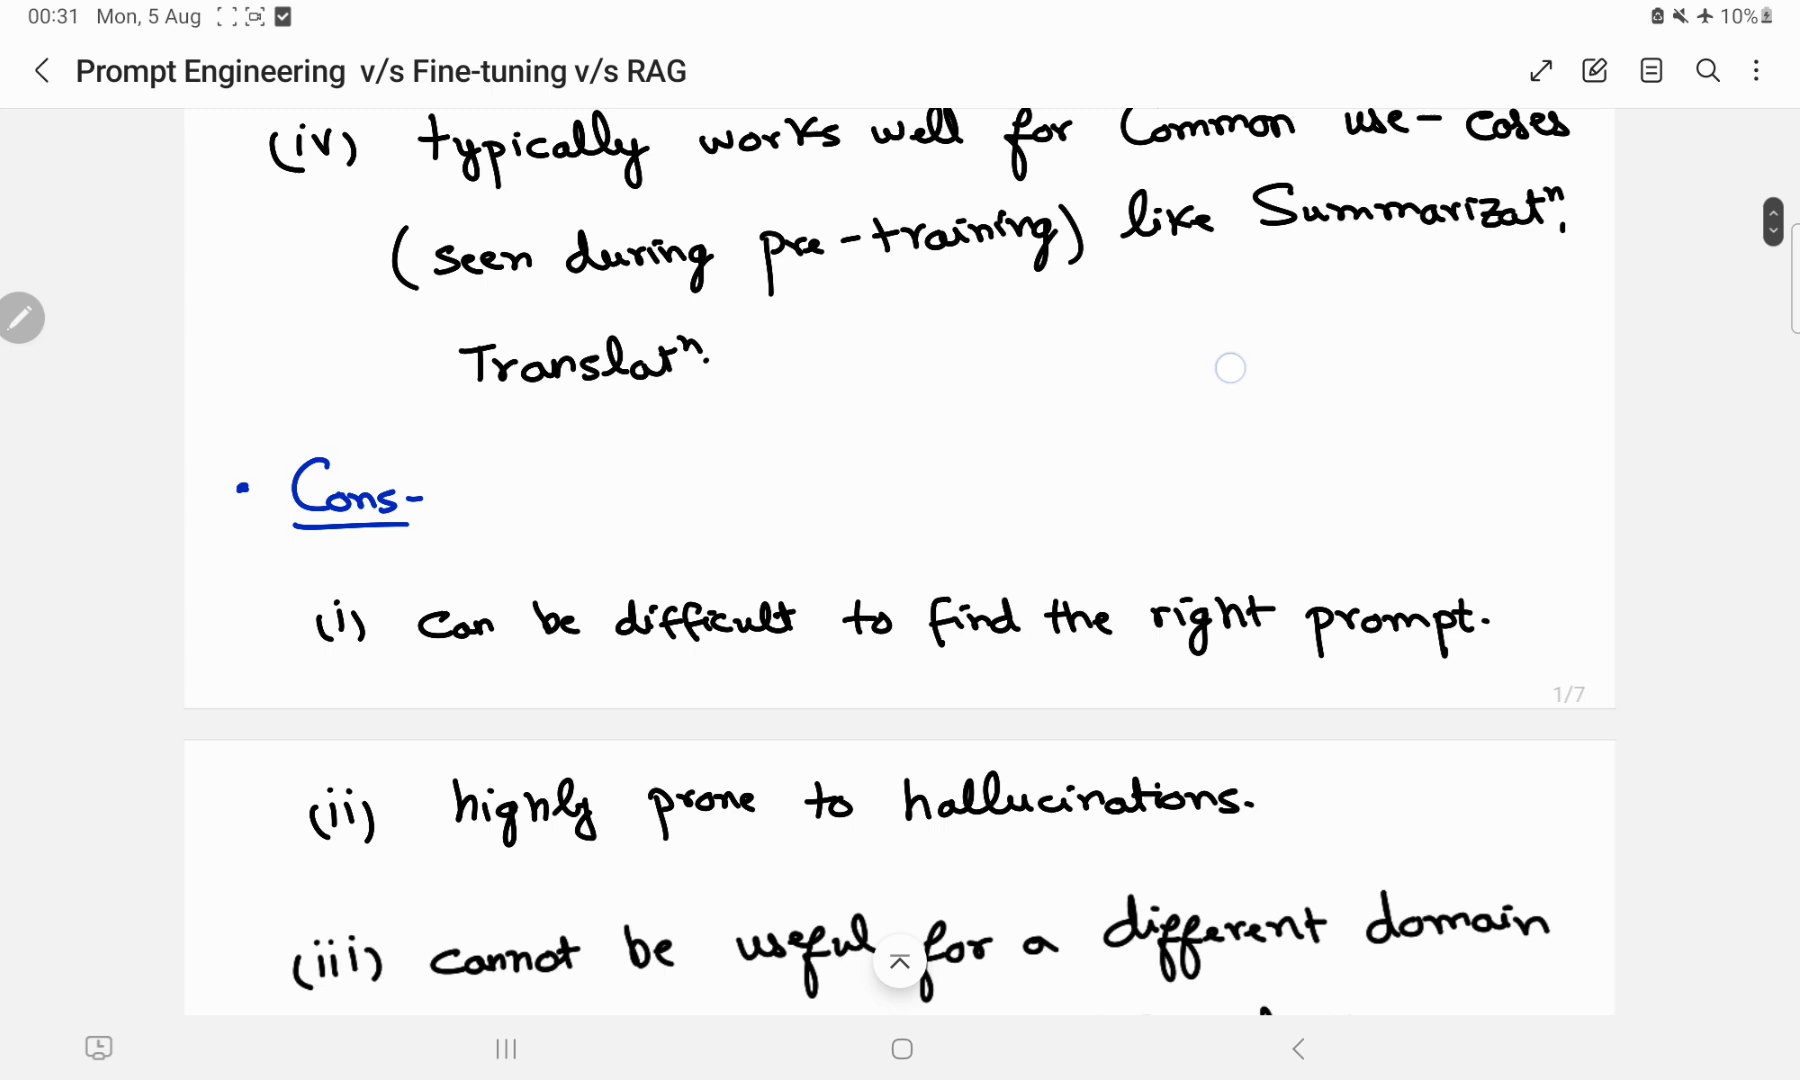 00:31 Mon, 5 Aug
10%
Prompt Engineering v/s Fine-tuning v/s RAG
(iv) typically works well for Common use-cases
(seen during pre-training) like Summarizatⁿ,
Translatⁿ.
• Cons-
(i) can be difficult to find the right prompt.
1/7
(ii) highly prone to hallucinations.
(iii) cannot be useful for a different domain